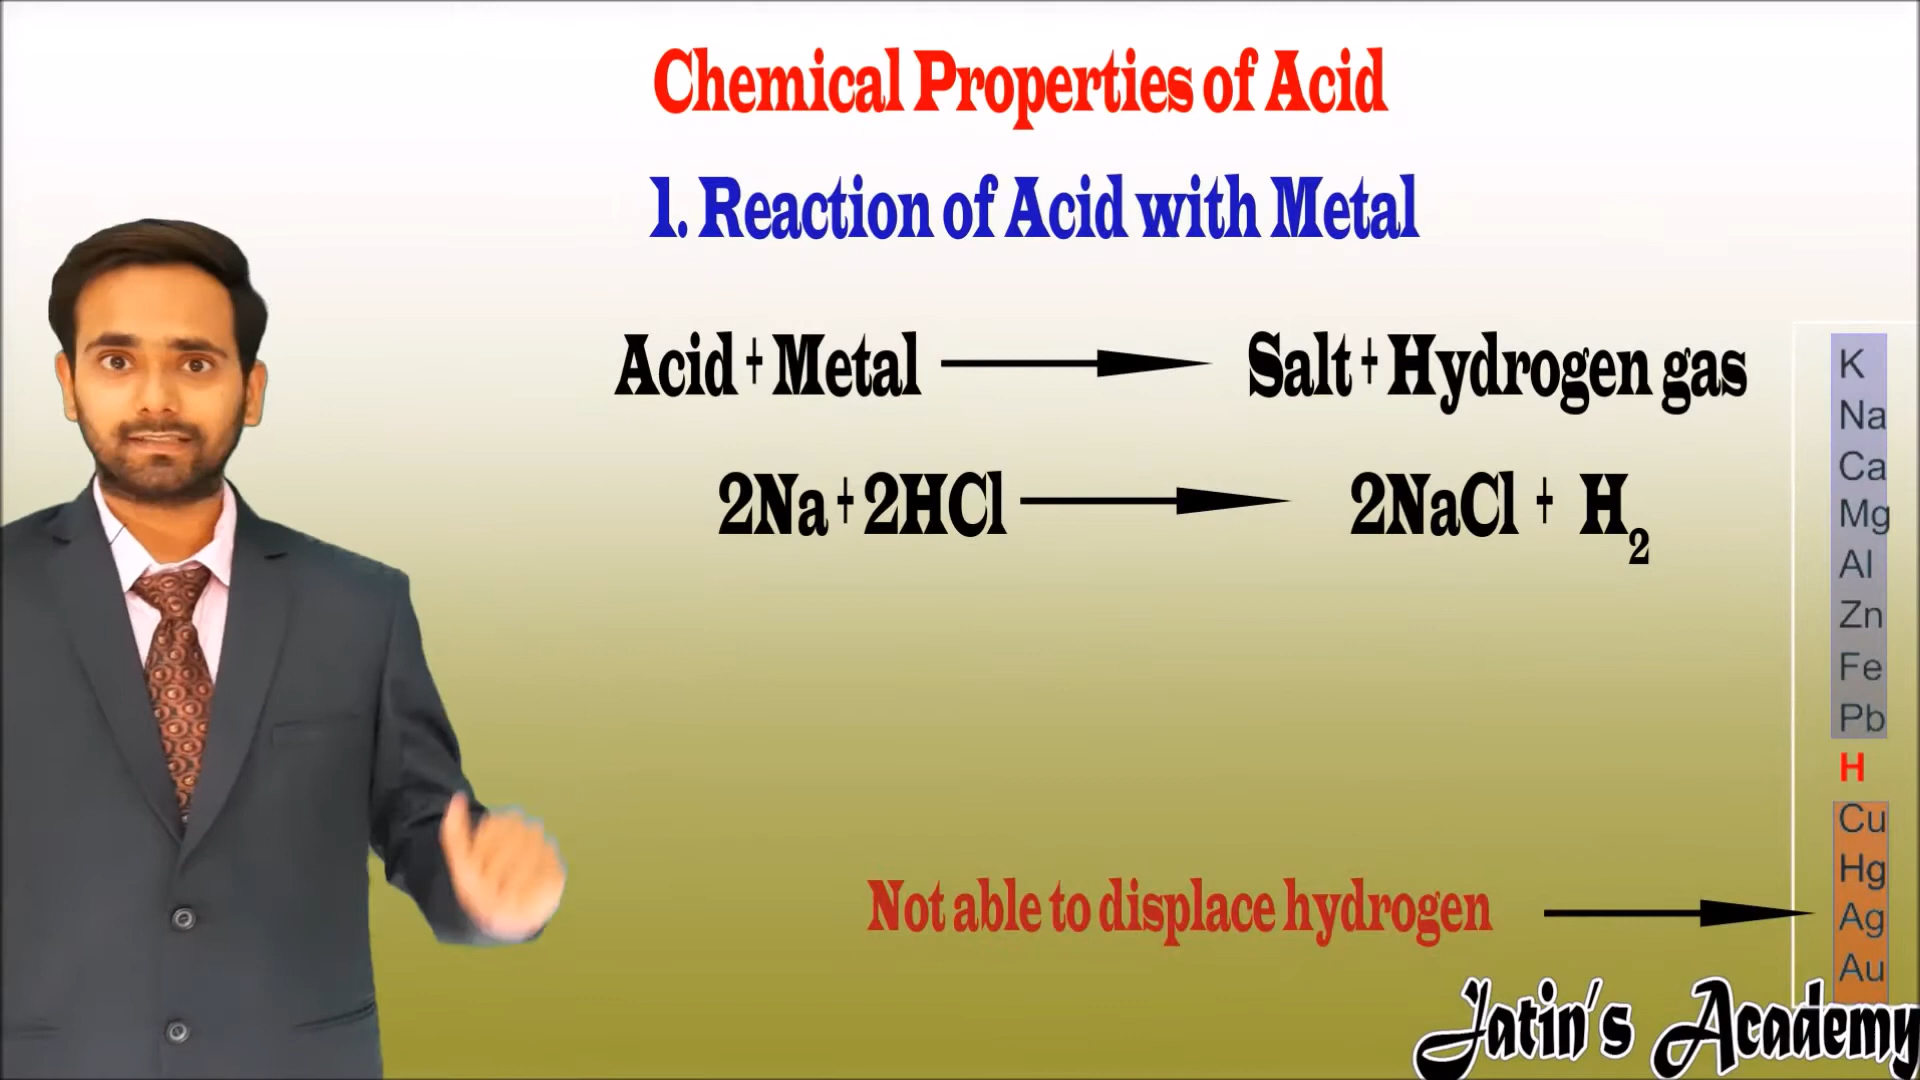 Chemical Properties of Acid
1. Reaction of Acid with Metal
Acid + Metal → Salt + Hydrogen gas
2Na + 2HCl → 2NaCl + H₂
K
Na
Ca
Mg
Al
Zn
Fe
Pb
H
Cu
Hg
Ag
Au
Not able to displace hydrogen →
Jatin's Academy